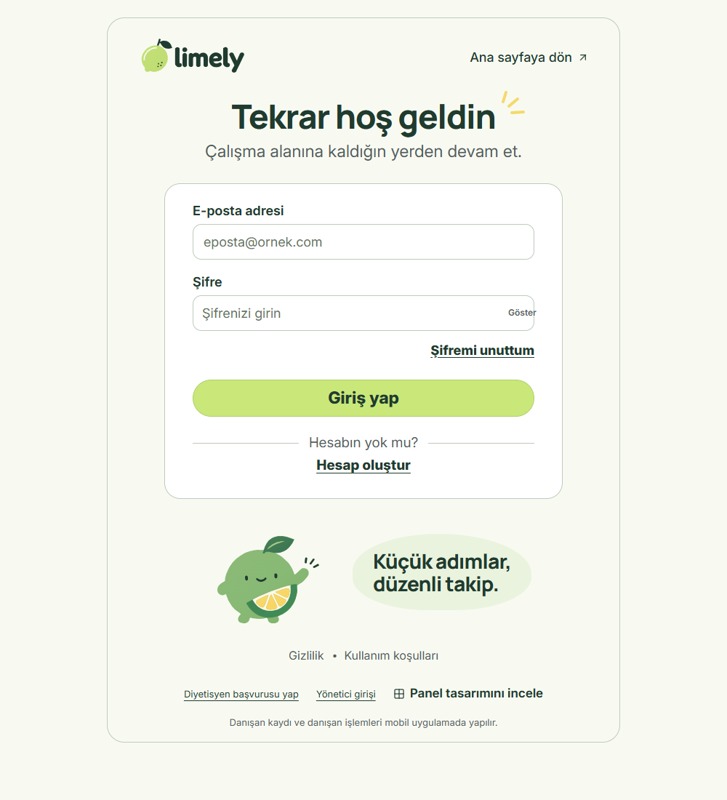 limely
Ana sayfaya dön
Tekrar hoş geldin
Çalışma alanına kaldığın yerden devam et.
E-posta adresi
eposta@ornek.com
Şifre
Şifrenizi girin
Göster
Şifremi unuttum
Giriş yap
Hesabın yok mu?
Hesap oluştur
Küçük adımlar,
düzenli takip.
Gizlilik • Kullanım koşulları
Diyetisyen başvurusu yap Yönetici girişi Panel tasarımını incele
Danışan kaydı ve danışan işlemleri mobil uygulamada yapılır.